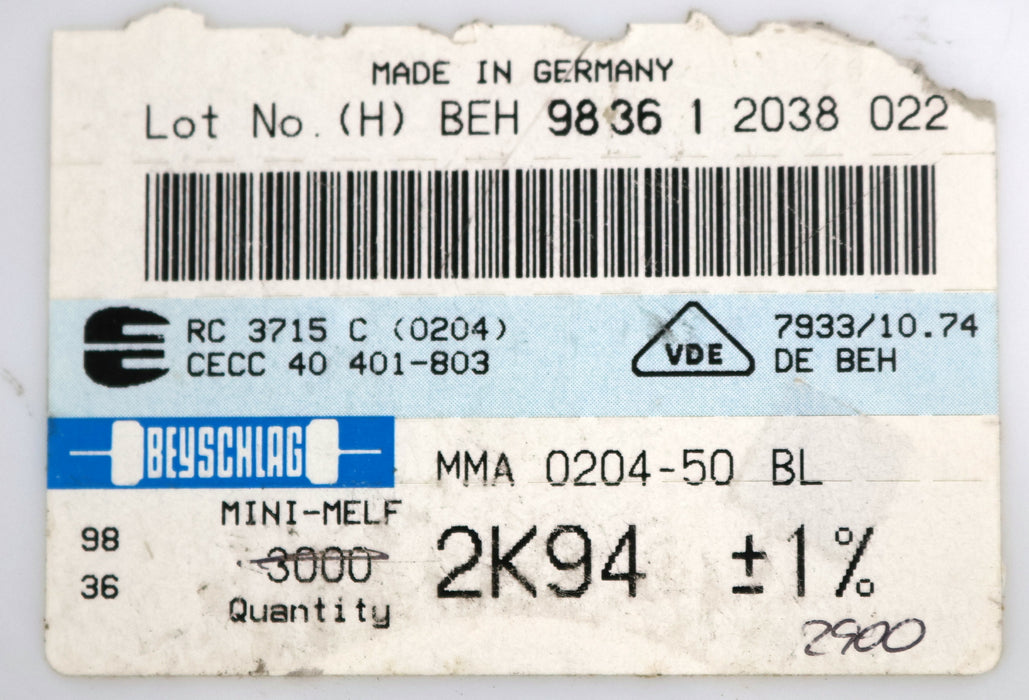 MADE IN GERMANY
Lot No. (H) BEH 9836 1 2038 022
RC 3715 C (0204)
CECC 40 401-803
VDE
7933/10.74
DE BEH
BEYSCHLAG
MMA 0204-50 BL
MINI-MELF
98
36
3000
Quantity
2K94 ±1%
2900